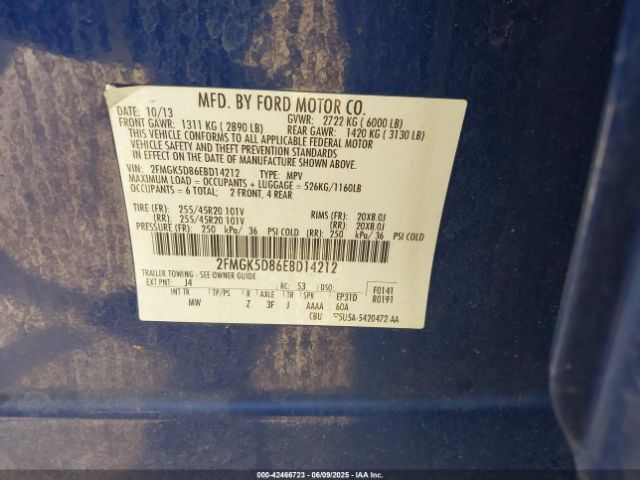 MFD. BY FORD MOTOR CO.
DATE: 10/13 GVWR: 2722 KG ( 6000 LB)
FRONT GAWR: 1311 KG ( 2890 LB) REAR GAWR: 1420 KG ( 3130 LB)
THIS VEHICLE CONFORMS TO ALL APPLICABLE FEDERAL MOTOR
VEHICLE SAFETY AND THEFT PREVENTION STANDARDS
IN EFFECT ON THE DATE OF MANUFACTURE SHOWN ABOVE.
VIN: 2FMGK5D86EBD14212 TYPE: MPV
MAXIMUM LOAD = OCCUPANTS + LUGGAGE = 526KG/1160LB
OCCUPANTS = 6 TOTAL; 2 FRONT, 4 REAR
TIRE (FR): 255/45R20 101V RIMS (FR): 20X8.0J
(RR): 255/45R20 101V (RR): 20X8.0J
PRESSURE (FR): 250 kPa/ 36 PSI COLD (RR) 250 kPa/ 36 PSI COLD
2FMGK5D86EBD14212
TRAILER TOWING - SEE OWNER GUIDE
EXT PNT: J4 RC: 53 DSO: F0141
INT TR TP/PS R AXLE TR SPR EP31D R0191
MW Z 3F J AAAA 60A
CBU 5U5A-5420472-AA
000-42466723 - 06/09/2025 - IAAI.COM